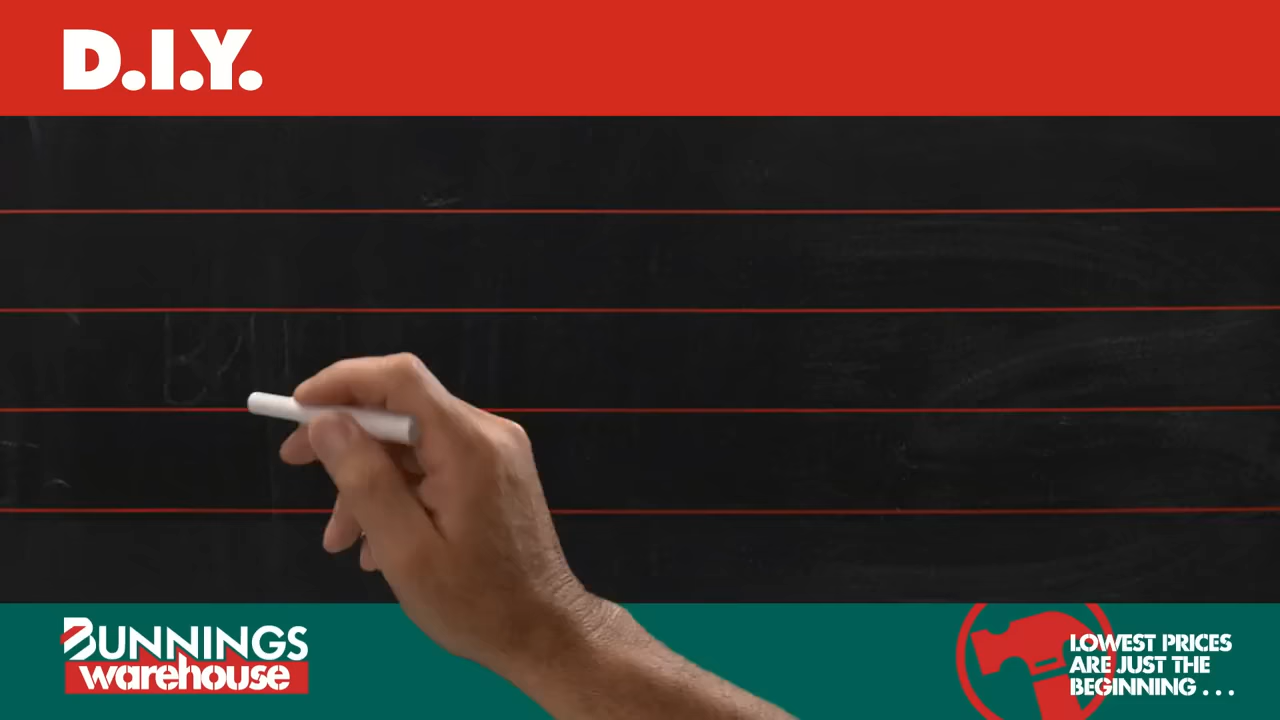 D.I.Y.
BUNNINGS
warehouse
LOWEST PRICES
ARE JUST THE
BEGINNING...